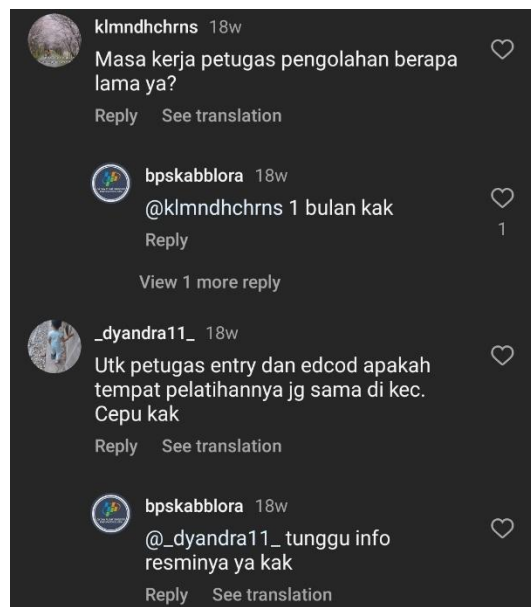 klmndhchrns 18w
Masa kerja petugas pengolahan berapa
lama ya?
Reply See translation
bpskabblora 18w
@klmndhchrns 1 bulan kak
1
Reply
View 1 more reply
_dyandra11_ 18w
Utk petugas entry dan edcod apakah
tempat pelatihannya jg sama di kec.
Cepu kak
Reply See translation
bpskabblora 18w
@_dyandra11_ tunggu info
resminya ya kak
Reply See translation